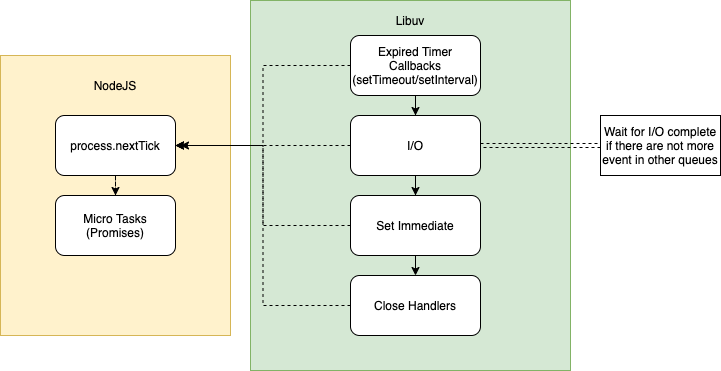 Libuv
Expired Timer
Callbacks
(setTimeout/setInterval)
NodeJS
process.nextTick
I/O
Wait for I/O complete
if there are not more
event in other queues
Micro Tasks
(Promises)
Set Immediate
Close Handlers